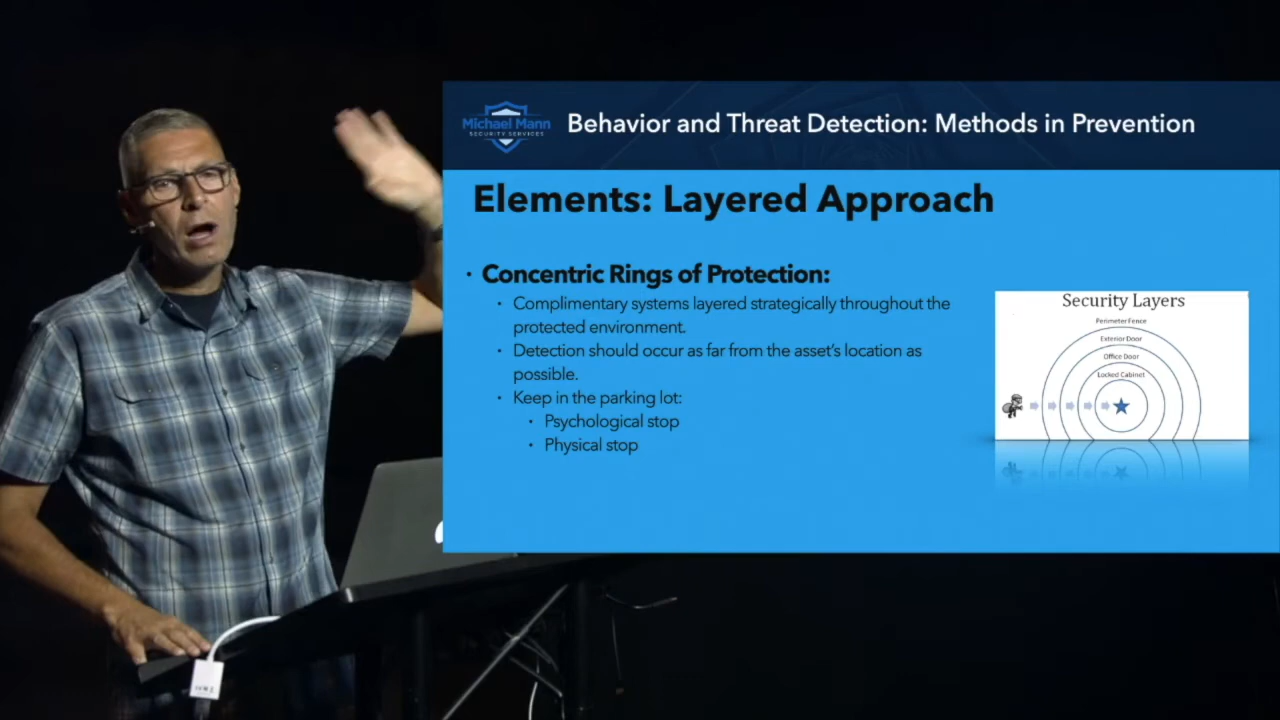 Michael Mann
SECURITY SERVICES
Behavior and Threat Detection: Methods in Prevention
Elements: Layered Approach
• Concentric Rings of Protection:
• Complimentary systems layered strategically throughout the
protected environment.
• Detection should occur as far from the asset's location as
possible.
• Keep in the parking lot:
• Psychological stop
• Physical stop
Security Layers
Perimeter Fence
Exterior Door
Office Door
Locked Cabinet